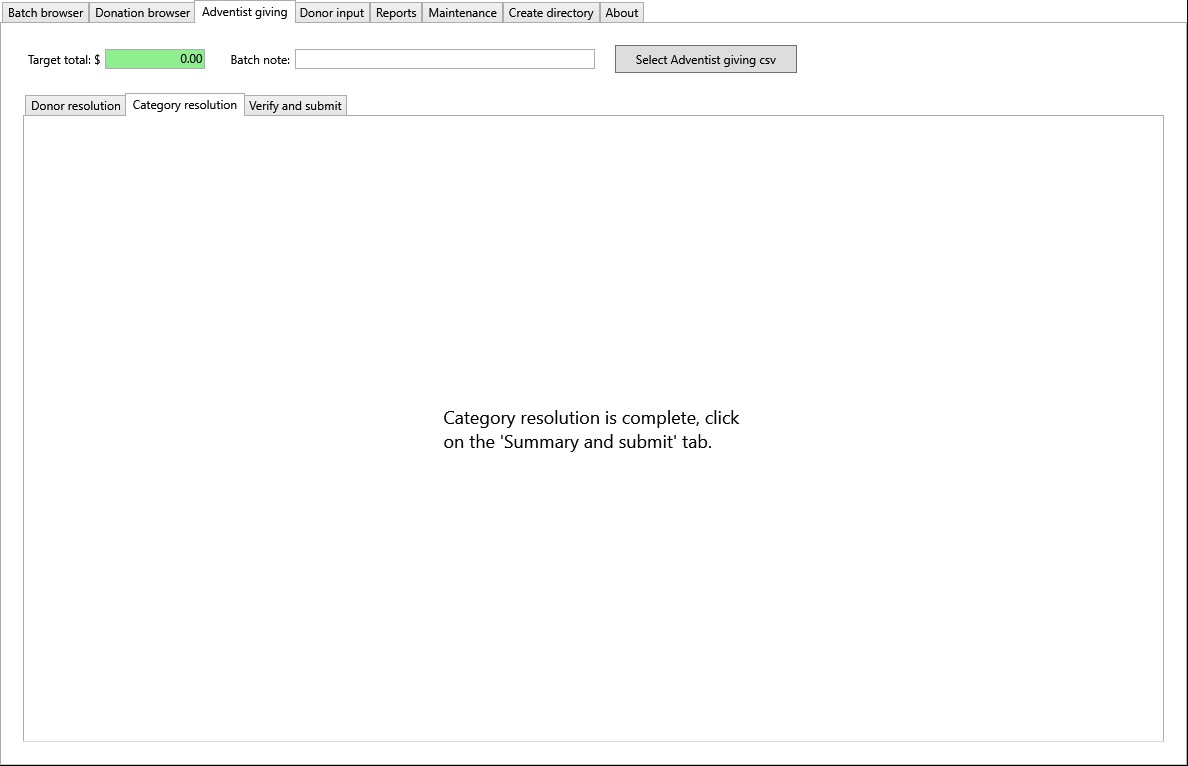 Batch browser Donation browser Adventist giving Donor input Reports Maintenance Create directory About
Target total: $ 0.00 Batch note: Select Adventist giving csv
Donor resolution Category resolution Verify and submit
Category resolution is complete, click
on the 'Summary and submit' tab.